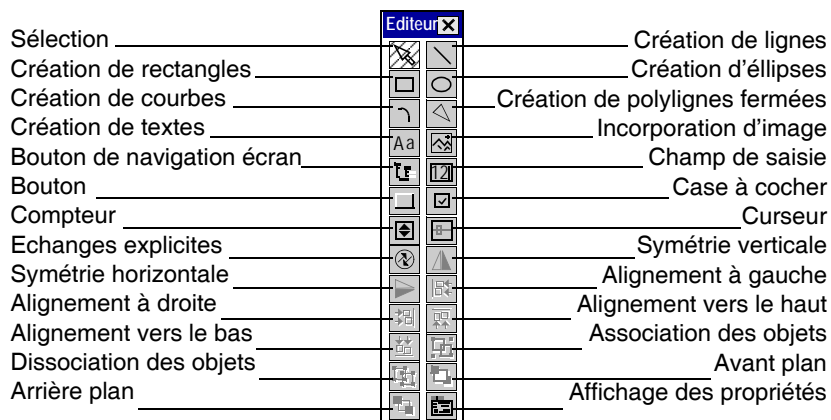 Editeur
Sélection
Création de lignes
Création de rectangles
Création d'éllipses
Création de courbes
Création de polylignes fermées
Création de textes
Aa
Incorporation d'image
Bouton de navigation écran
12
Champ de saisie
Bouton
Case à cocher
Compteur
Curseur
Echanges explicites
Symétrie verticale
Symétrie horizontale
Alignement à gauche
Alignement à droite
Alignement vers le haut
Alignement vers le bas
Association des objets
Dissociation des objets
Avant plan
Arrière plan
Affichage des propriétés